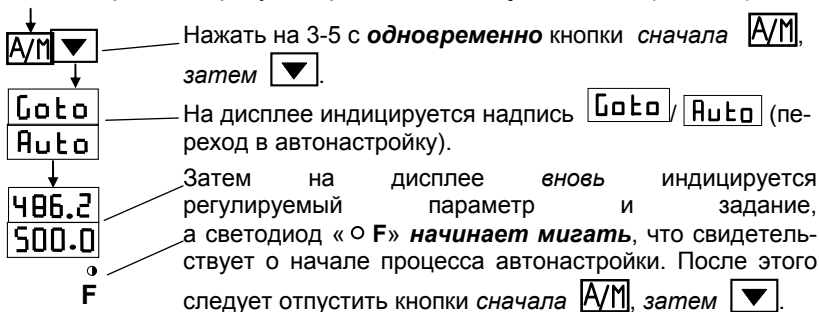 A/M ▼
Нажать на 3-5 с одновременно кнопки сначала A/M,
затем ▼.
Goto
Auto
На дисплее индицируется надпись Goto / Auto (пе-
реход в автонастройку).
486.2
500.0
F
Затем на дисплее вновь индицируется
регулируемый параметр и задание,
а светодиод « ○ F» начинает мигать, что свидетель-
ствует о начале процесса автонастройки. После этого
следует отпустить кнопки сначала A/M, затем ▼.